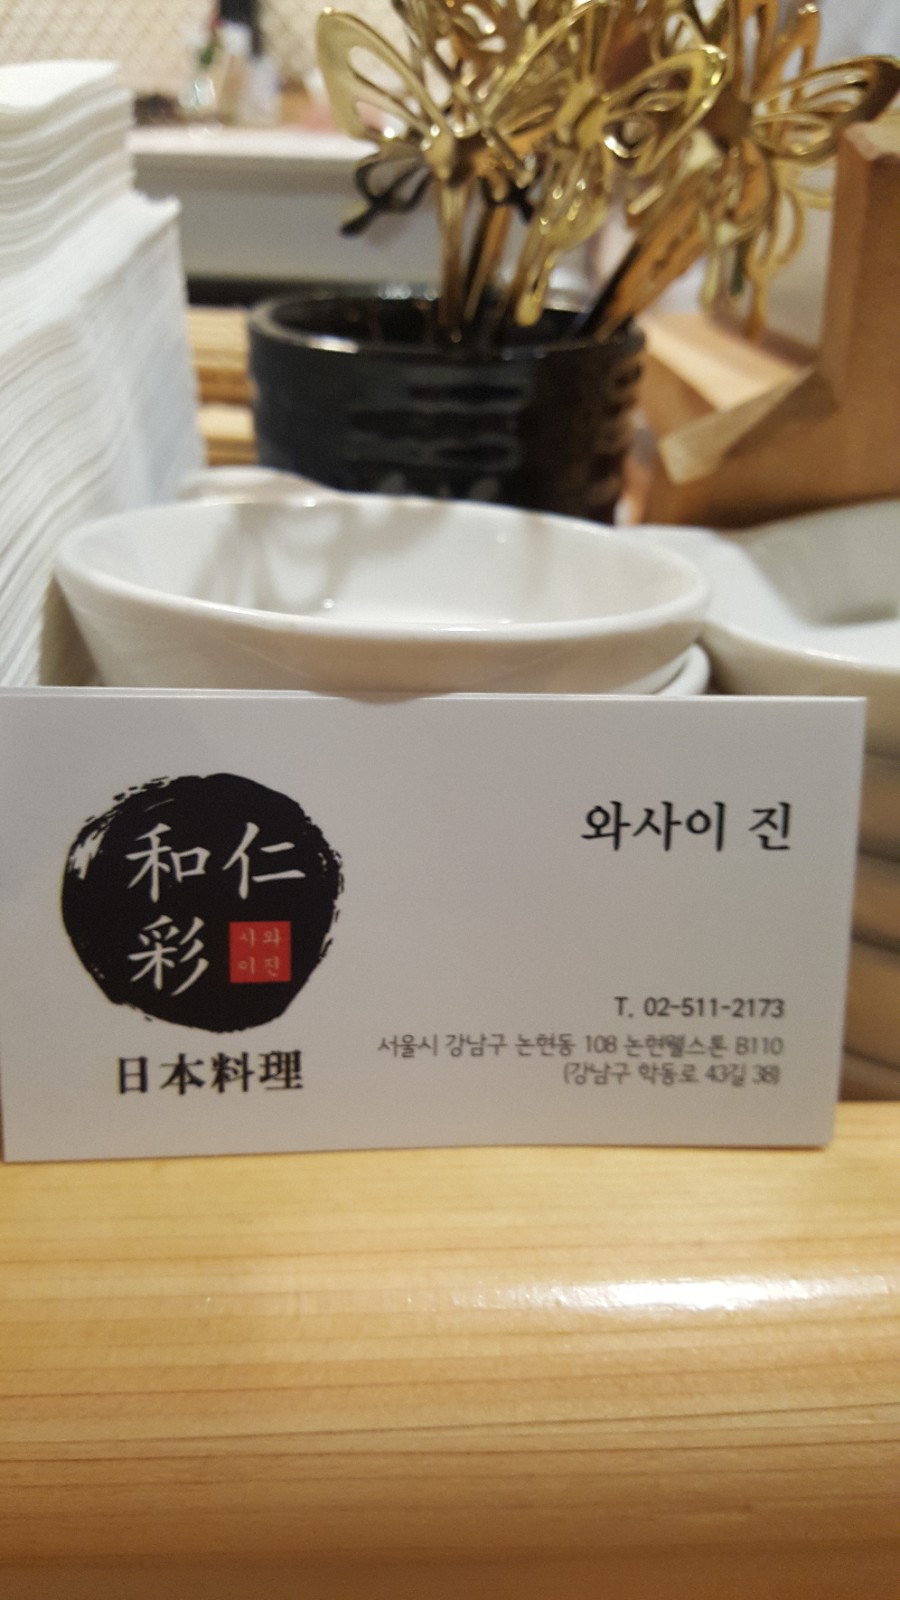 和仁
彩
사와
이진
日本料理
와사이 진
T. 02-511-2173
서울시 강남구 논현동 108 논현웰스톤 B110
(강남구 학동로 43길 38)